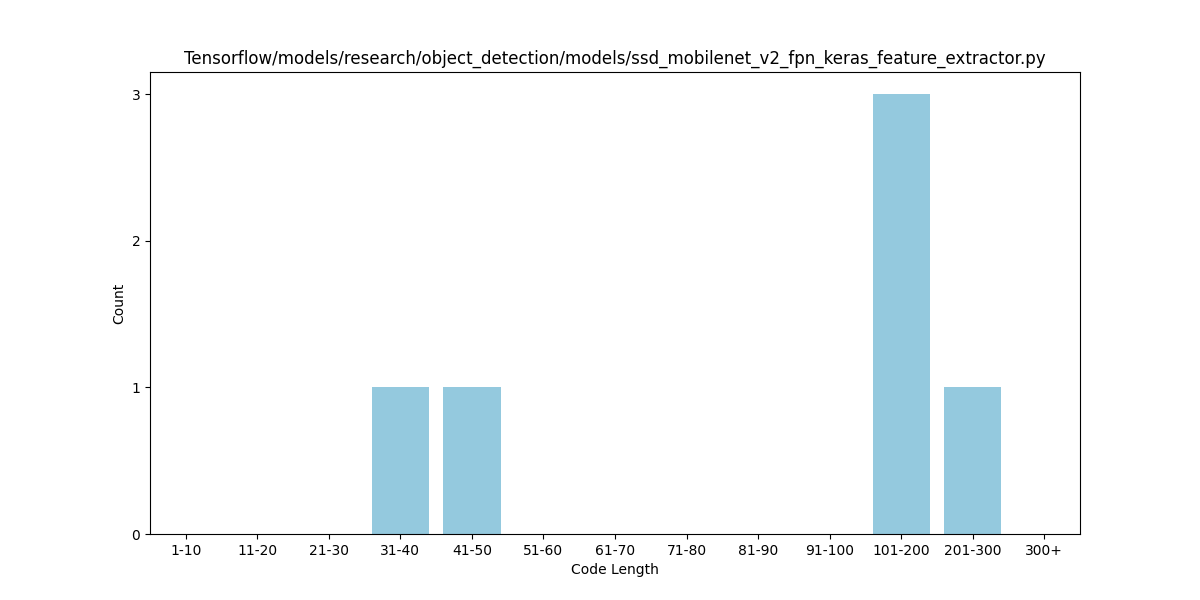 Tensorflow/models/research/object_detection/models/ssd_mobilenet_v2_fpn_keras_feature_extractor.py
3
2
1
0
Count
1-10 11-20 21-30 31-40 41-50 51-60 61-70 71-80 81-90 91-100 101-200 201-300 300+
Code Length